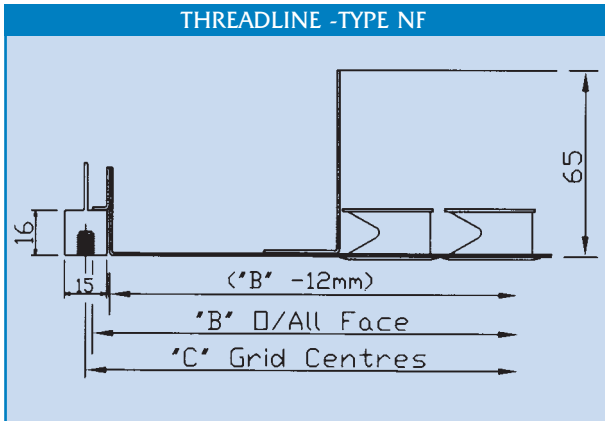 THREADLINE -TYPE NF
65
16
15
("B" -12mm)
"B" O/All Face
"C" Grid Centres